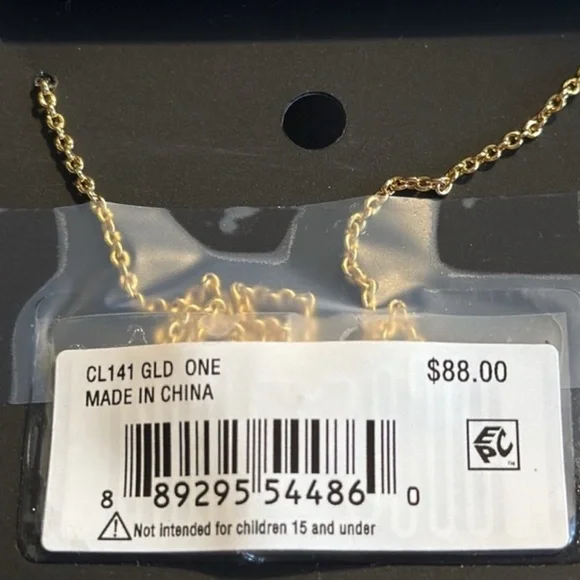 CL141 GLD ONE $88.00
MADE IN CHINA
EPC
8 89295 54486 0
Not intended for children 15 and under